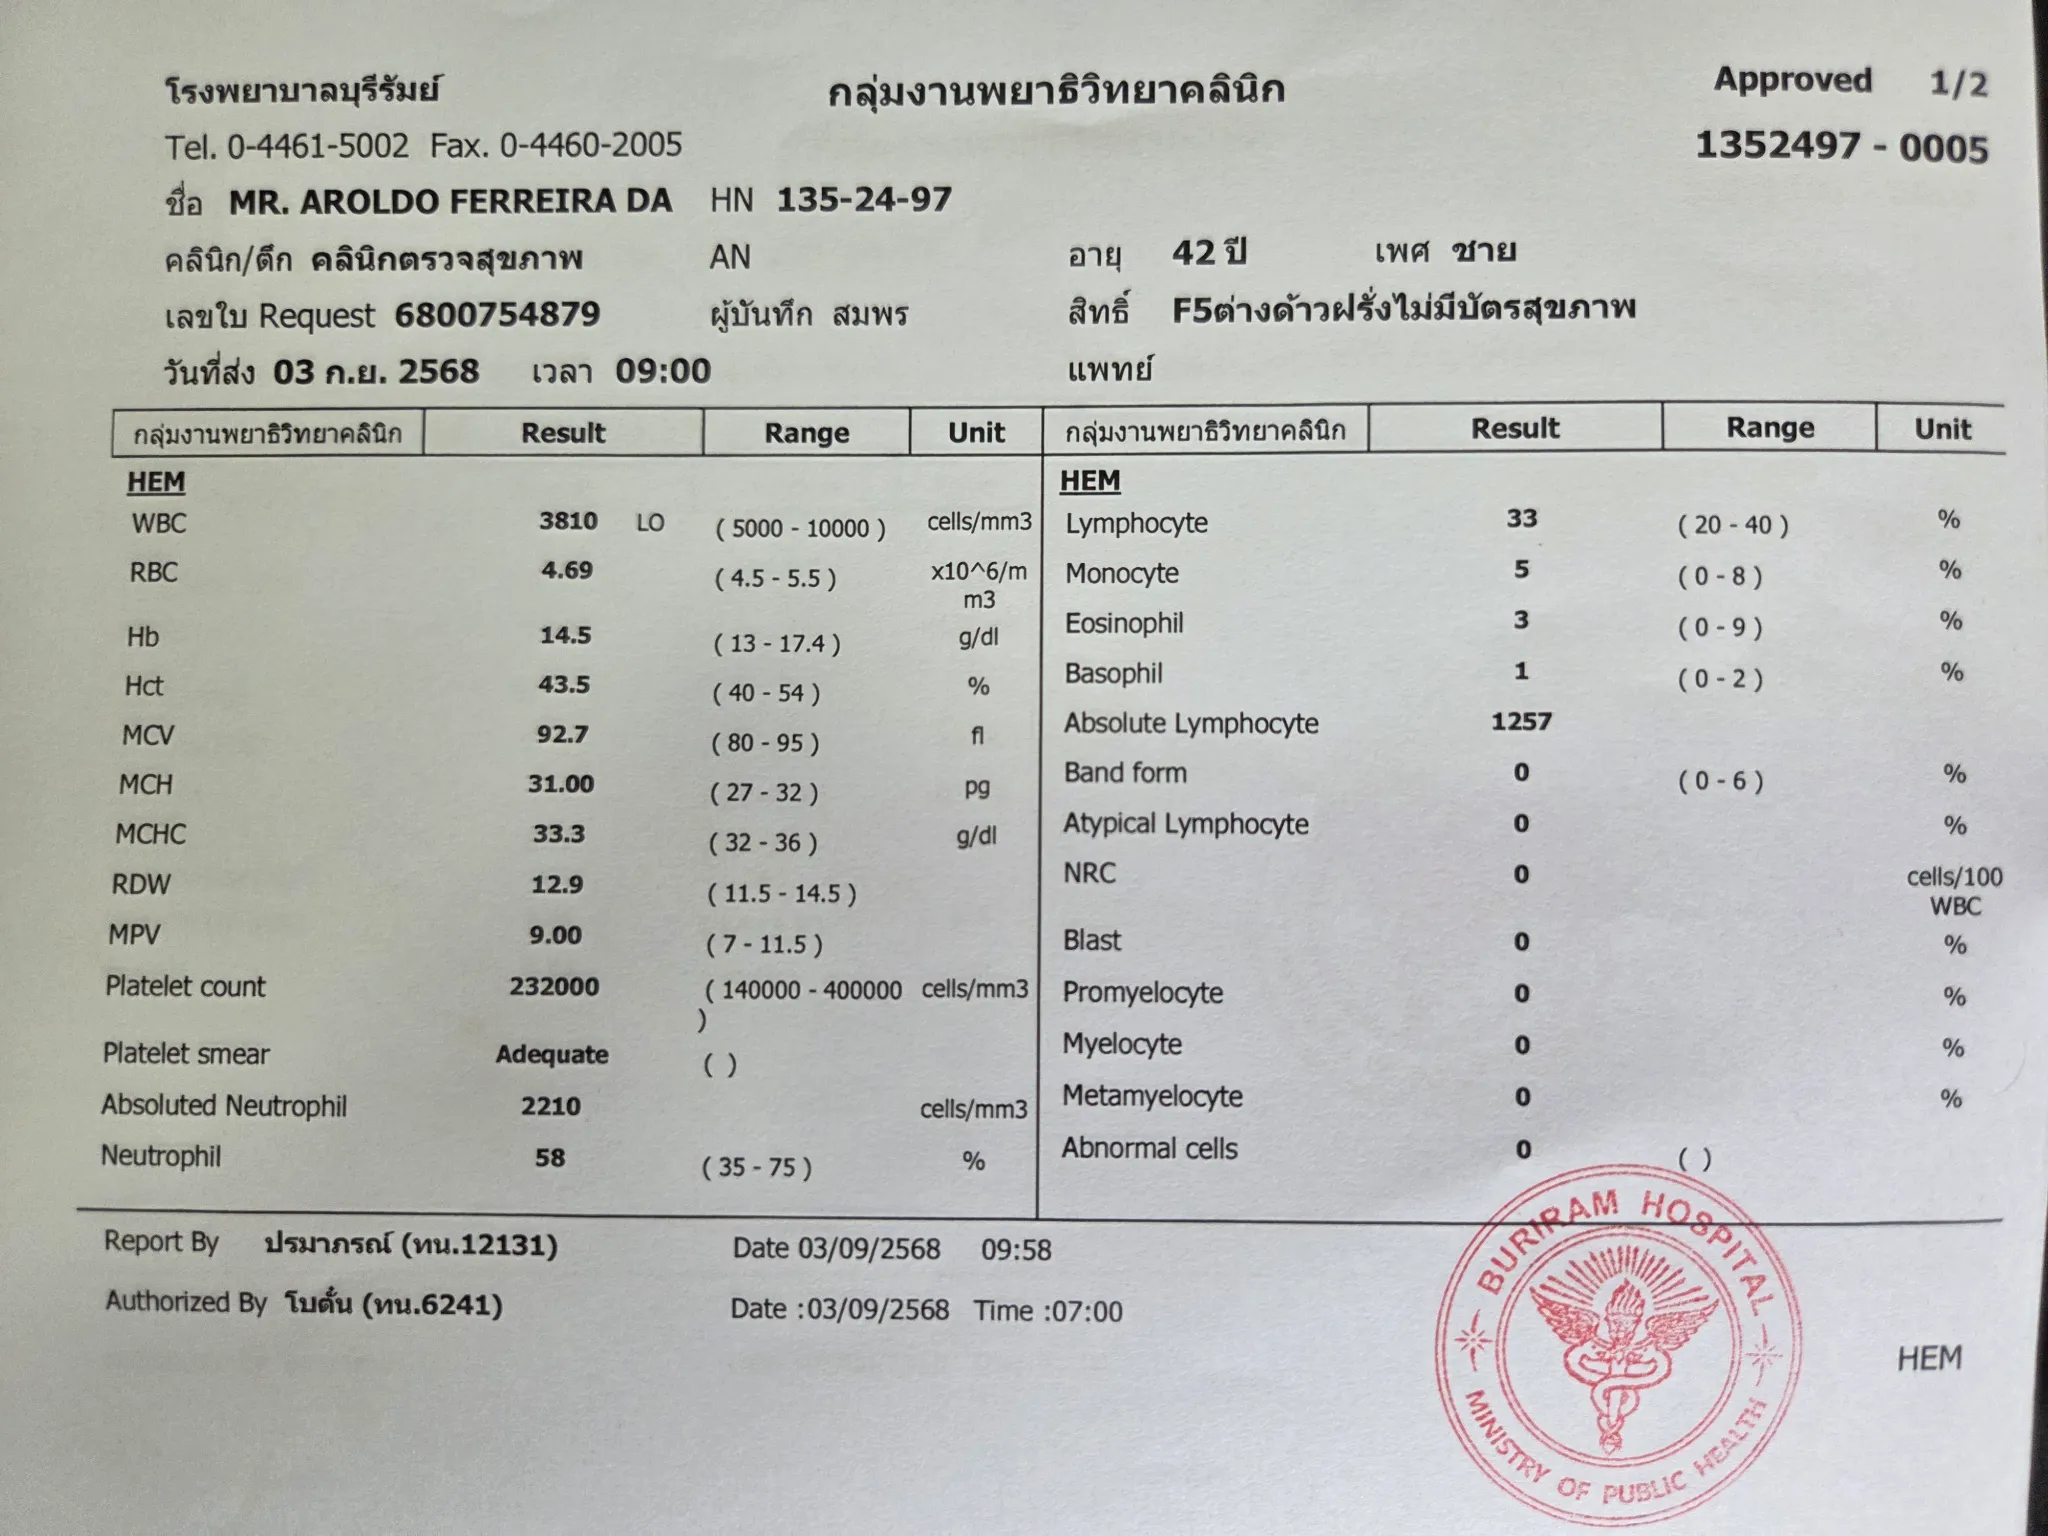 โรงพยาบาลบุรีรัมย์ กลุ่มงานพยาธิวิทยาคลินิก Approved 1/2
Tel. 0-4461-5002 Fax. 0-4460-2005 1352497 - 0005
ชื่อ MR. AROLDO FERREIRA DA HN 135-24-97
คลินิก/ตึก คลินิกตรวจสุขภาพ AN อายุ 42 ปี เพศ ชาย
เลขใบ Request 6800754879 ผู้บันทึก สมพร สิทธิ์ F5ต่างด้าวฝรั่งไม่มีบัตรสุขภาพ
วันที่ส่ง 03 ก.ย. 2568 เวลา 09:00 แพทย์
กลุ่มงานพยาธิวิทยาคลินิก Result Range Unit
HEM
WBC 3810 LO ( 5000 - 10000 ) cells/mm3
RBC 4.69 ( 4.5 - 5.5 ) x10^6/m
m3
Hb 14.5 ( 13 - 17.4 ) g/dl
Hct 43.5 ( 40 - 54 ) %
MCV 92.7 ( 80 - 95 ) fl
MCH 31.00 ( 27 - 32 ) pg
MCHC 33.3 ( 32 - 36 ) g/dl
RDW 12.9 ( 11.5 - 14.5 )
MPV 9.00 ( 7 - 11.5 )
Platelet count 232000 ( 140000 - 400000 cells/mm3
)
Platelet smear Adequate ( )
Absoluted Neutrophil 2210 cells/mm3
Neutrophil 58 ( 35 - 75 ) %
กลุ่มงานพยาธิวิทยาคลินิก Result Range Unit
HEM
Lymphocyte 33 ( 20 - 40 ) %
Monocyte 5 ( 0 - 8 ) %
Eosinophil 3 ( 0 - 9 ) %
Basophil 1 ( 0 - 2 ) %
Absolute Lymphocyte 1257
Band form 0 ( 0 - 6 ) %
Atypical Lymphocyte 0 %
NRC 0 cells/100
WBC
Blast 0 %
Promyelocyte 0 %
Myelocyte 0 %
Metamyelocyte 0 %
Abnormal cells 0 ( )
Report By ปรมาภรณ์ (ทน.12131) Date 03/09/2568 09:58
Authorized By โบตั๋น (ทน.6241) Date :03/09/2568 Time :07:00
BURIRAM HOSPITAL
MINISTRY OF PUBLIC HEALTH
HEM